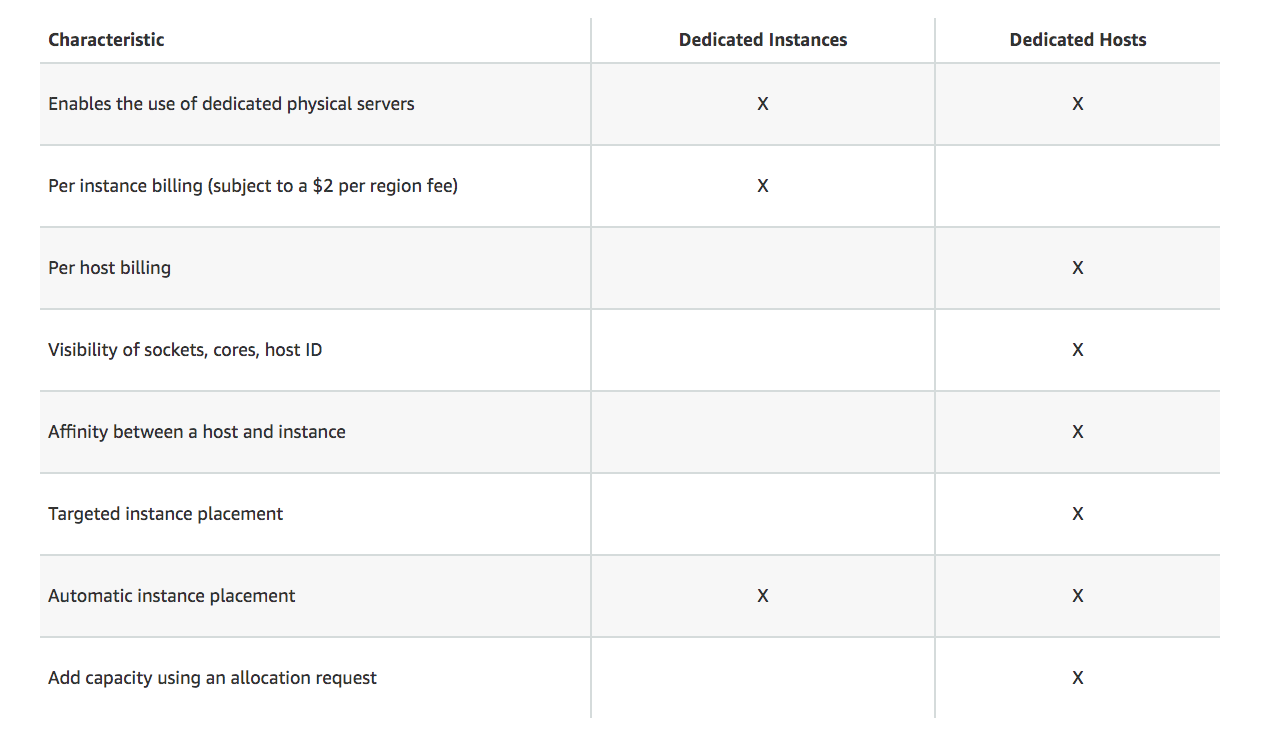 Characteristic Dedicated Instances Dedicated Hosts
Enables the use of dedicated physical servers X X
Per instance billing (subject to a $2 per region fee) X
Per host billing X
Visibility of sockets, cores, host ID X
Affinity between a host and instance X
Targeted instance placement X
Automatic instance placement X X
Add capacity using an allocation request X